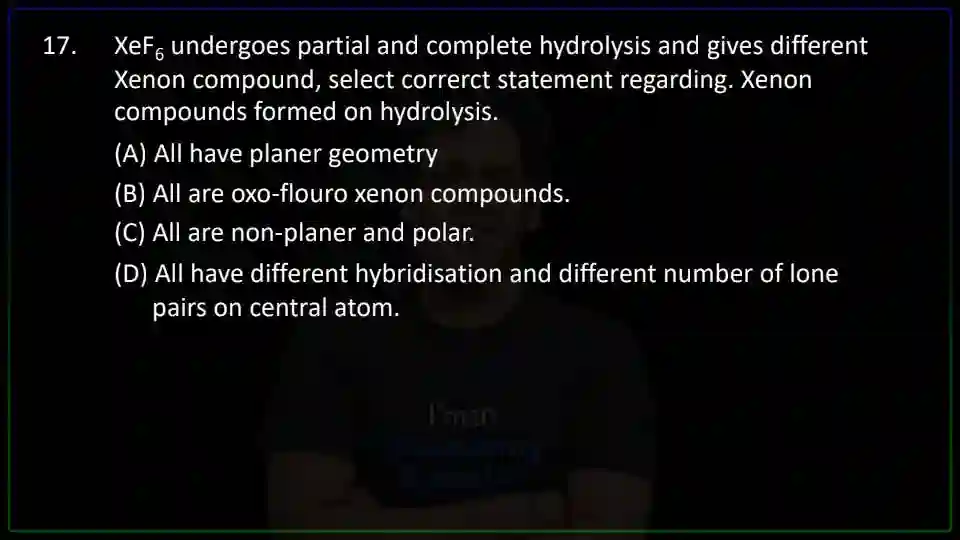 17. XeF₆ undergoes partial and complete hydrolysis and gives different
Xenon compound, select correrct statement regarding. Xenon
compounds formed on hydrolysis.
(A) All have planer geometry
(B) All are oxo-flouro xenon compounds.
(C) All are non-planer and polar.
(D) All have different hybridisation and different number of lone
pairs on central atom.